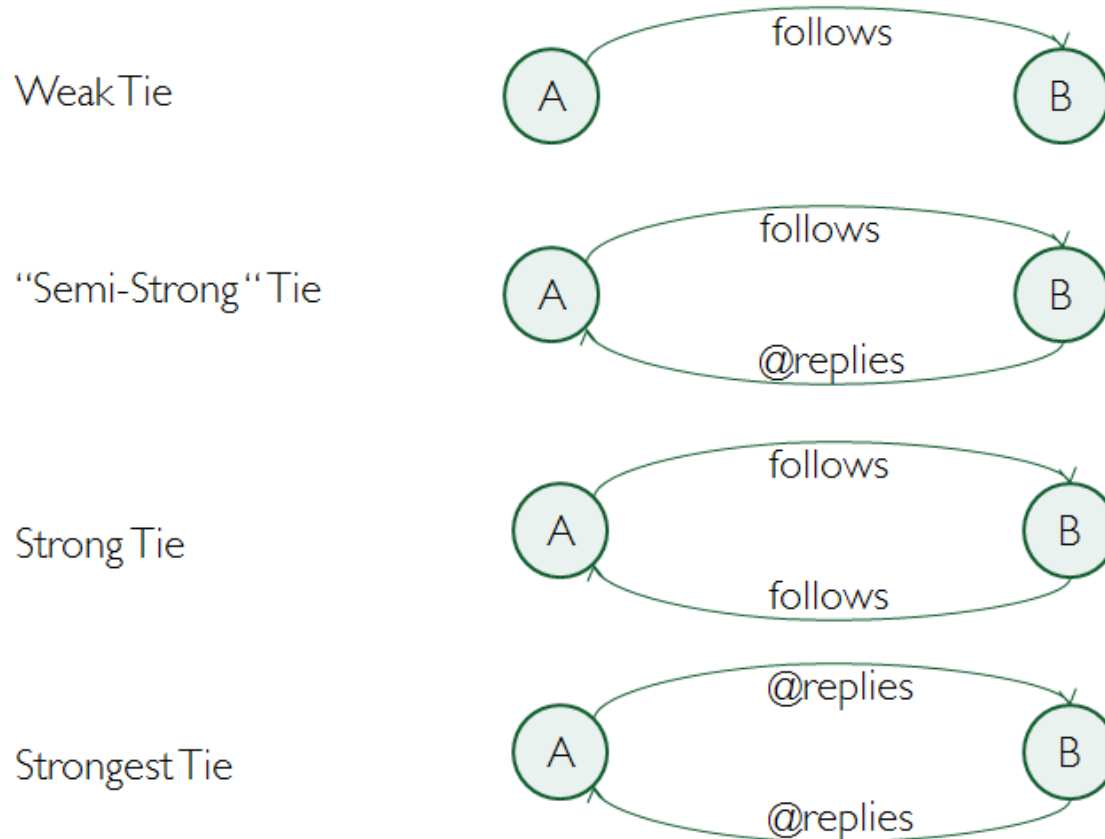 follows
Weak Tie A B
follows
“Semi-Strong “ Tie A B
@replies
follows
Strong Tie A B
follows
@replies
Strongest Tie A B
@replies